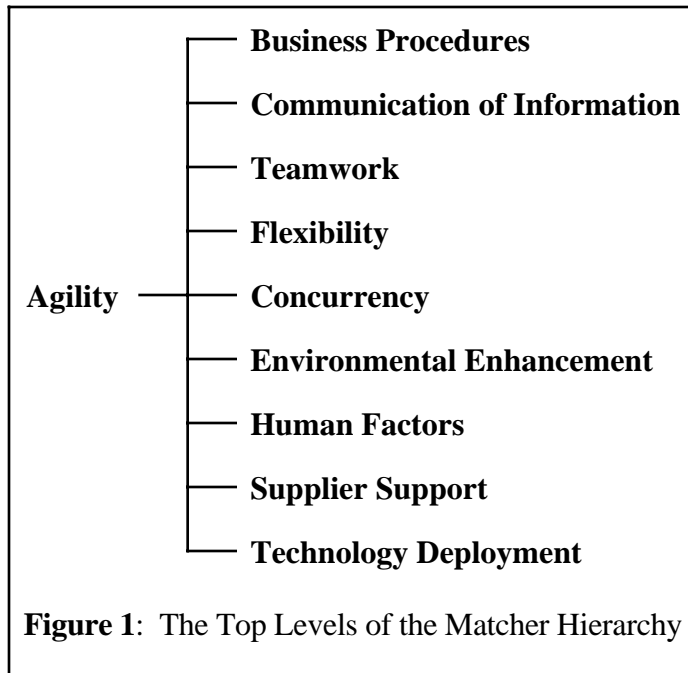 Business Procedures
Communication of Information
Teamwork
Flexibility
Agility Concurrency
Environmental Enhancement
Human Factors
Supplier Support
Technology Deployment
Figure 1: The Top Levels of the Matcher Hierarchy